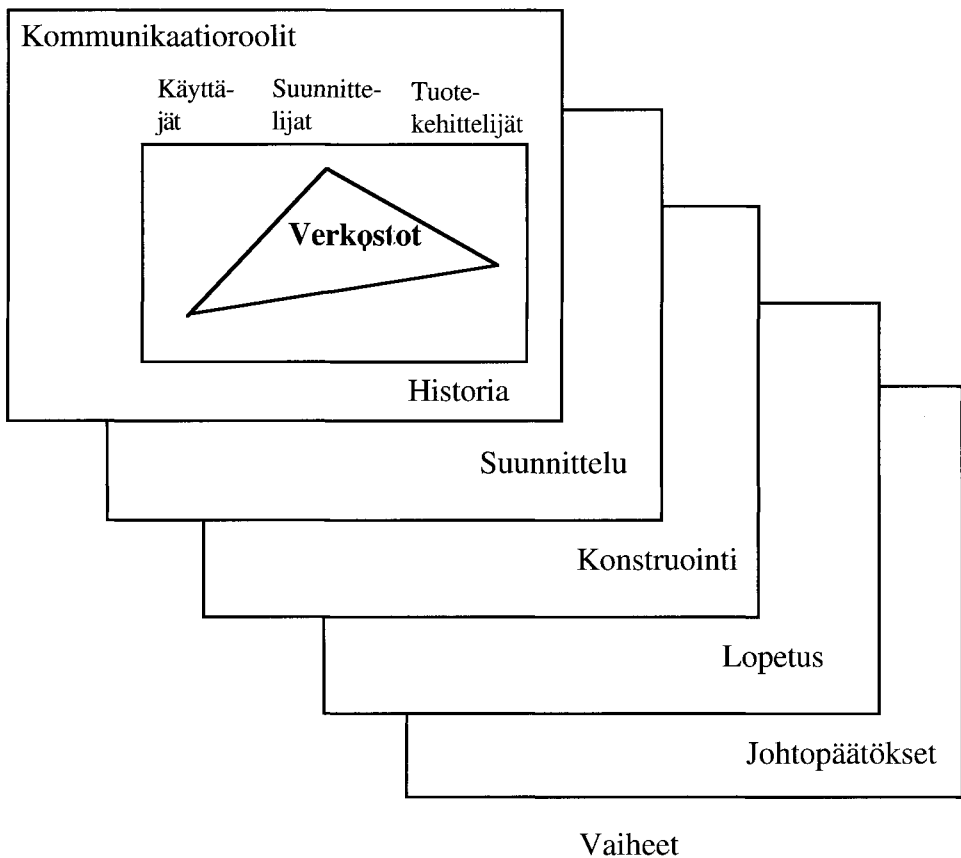 Kommunikaatioroolit
Käyttä- Suunnitte- Tuote-
jät lijat kehittelijät
Verkostot
Historia
Suunnittelu
Konstruointi
Lopetus
Johtopäätökset
Vaiheet